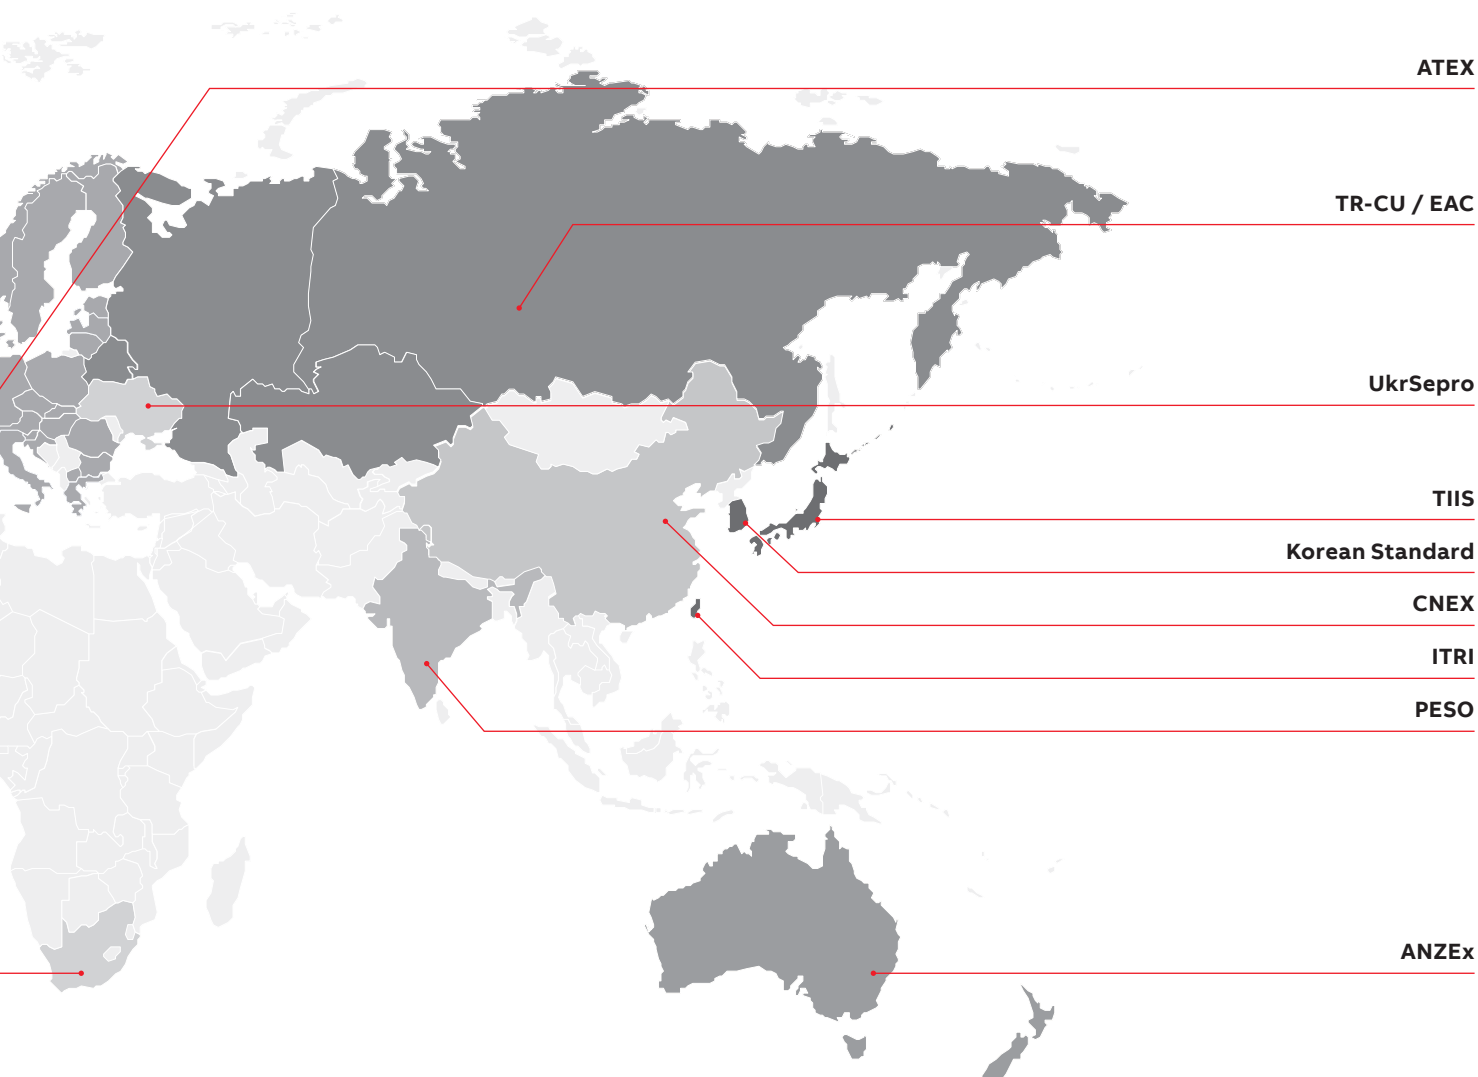 ATEX
TR-CU / EAC
UkrSepro
TIIS
Korean Standard
CNEX
ITRI
PESO
ANZEx